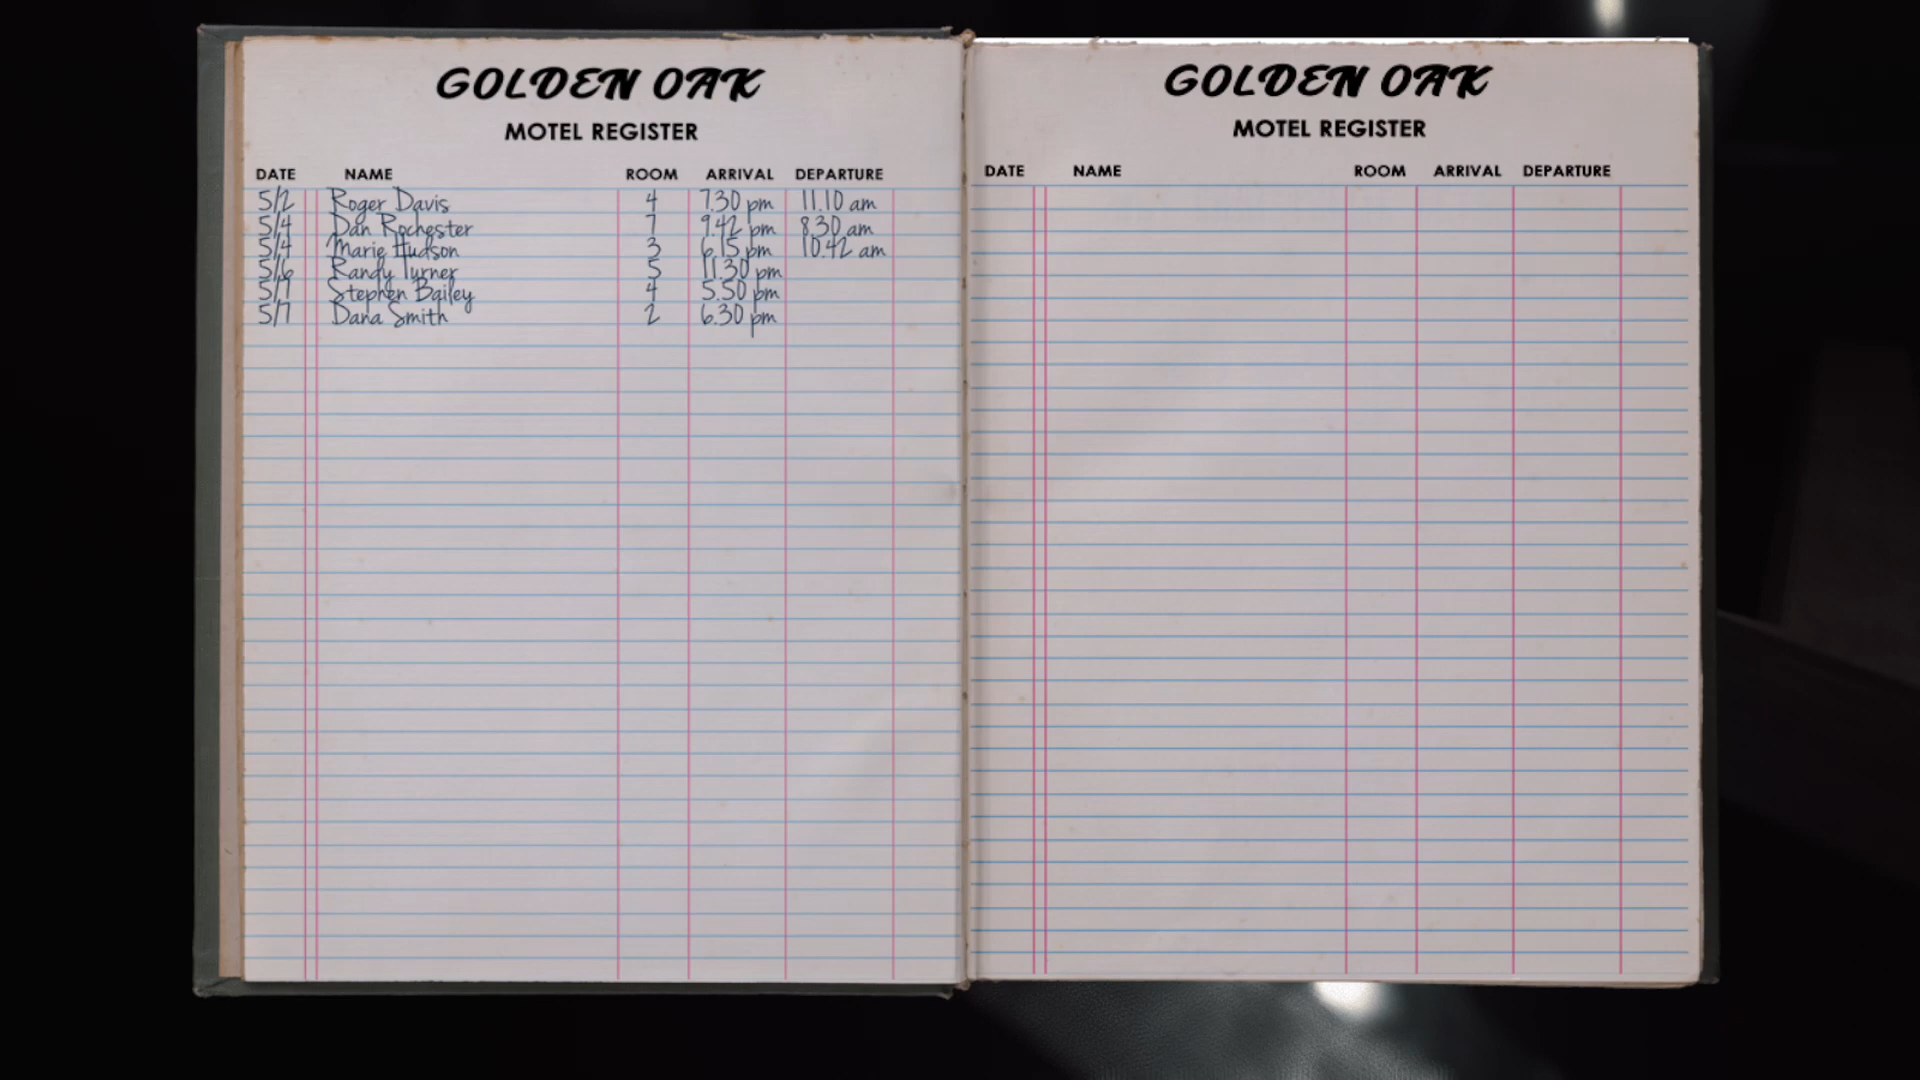 GOLDEN OAK
MOTEL REGISTER
DATE NAME ROOM ARRIVAL DEPARTURE
5/2 Roger Davis 4 7.30 pm 11.10 am
5/4 Dan Rochester 7 9.42 pm 8.30 am
5/4 Marie Hudson 3 6.15 pm 10.42 am
5/6 Randy Turner 5 11.30 pm
5/7 Stephen Bailey 4 5.50 pm
5/7 Dana Smith 2 6.30 pm
GOLDEN OAK
MOTEL REGISTER
DATE NAME ROOM ARRIVAL DEPARTURE